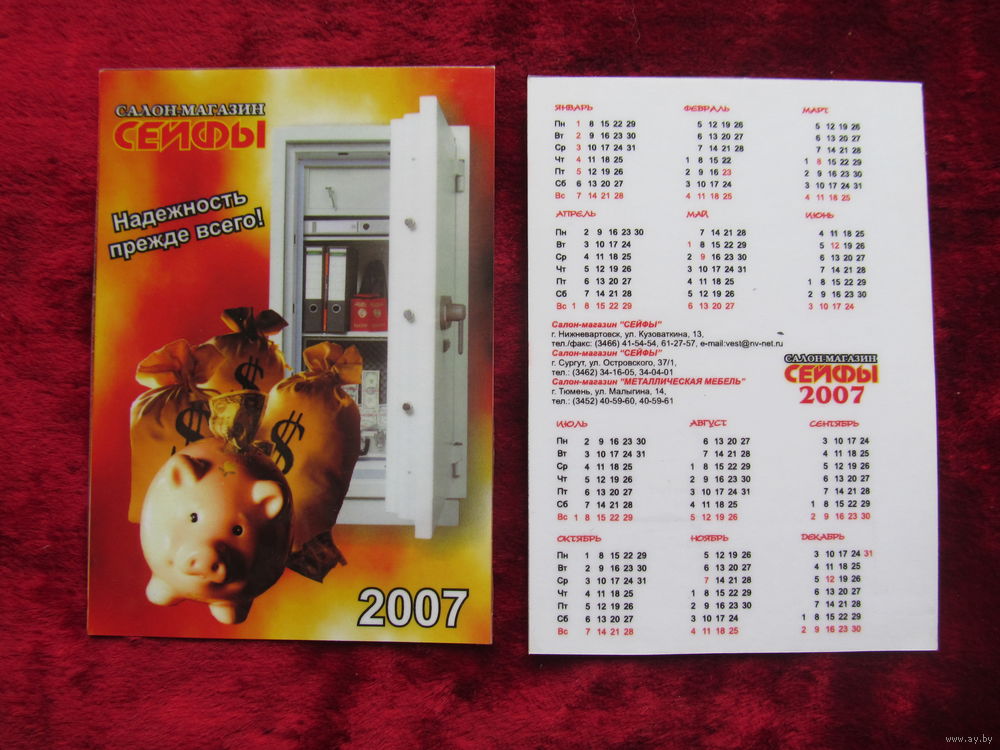 САЛОН-МАГАЗИН
СЕЙФЫ
Надежность
прежде всего!
2007
ЯНВАРЬ
Пн 1 8 15 22 29
Вт 2 9 16 23 30
Ср 3 10 17 24 31
Чт 4 11 18 25
Пт 5 12 19 26
Сб 6 13 20 27
Вс 7 14 21 28
ФЕВРАЛЬ
5 12 19 26
6 13 20 27
7 14 21 28
1 8 15 22
2 9 16 23
3 10 17 24
4 11 18 25
МАРТ
5 12 19 26
6 13 20 27
7 14 21 28
1 8 15 22 29
2 9 16 23 30
3 10 17 24 31
4 11 18 25
АПРЕЛЬ
Пн 2 9 16 23 30
Вт 3 10 17 24
Ср 4 11 18 25
Чт 5 12 19 26
Пт 6 13 20 27
Сб 7 14 21 28
Вс 1 8 15 22 29
МАЙ
7 14 21 28
1 8 15 22 29
2 9 16 23 30
3 10 17 24 31
4 11 18 25
5 12 19 26
6 13 20 27
ИЮНЬ
4 11 18 25
5 12 19 26
6 13 20 27
7 14 21 28
1 8 15 22 29
2 9 16 23 30
3 10 17 24
Салон-магазин "СЕЙФЫ"
г. Нижневартовск, ул. Кузоваткина, 13,
тел./факс: (3466) 41-54-54, 61-27-57, e-mail:vest@nv-net.ru
Салон-магазин "СЕЙФЫ"
г. Сургут, ул. Островского, 37/1,
тел.: (3462) 34-16-05, 34-04-01
Салон-магазин "МЕТАЛЛИЧЕСКАЯ МЕБЕЛЬ"
г. Тюмень, ул. Малыгина, 14,
тел.: (3452) 40-59-60, 40-59-61
САЛОН-МАГАЗИН
СЕЙФЫ
2007
ИЮЛЬ
Пн 2 9 16 23 30
Вт 3 10 17 24 31
Ср 4 11 18 25
Чт 5 12 19 26
Пт 6 13 20 27
Сб 7 14 21 28
Вс 1 8 15 22 29
АВГУСТ
6 13 20 27
7 14 21 28
1 8 15 22 29
2 9 16 23 30
3 10 17 24 31
4 11 18 25
5 12 19 26
СЕНТЯБРЬ
3 10 17 24
4 11 18 25
5 12 19 26
6 13 20 27
7 14 21 28
1 8 15 22 29
2 9 16 23 30
ОКТЯБРЬ
Пн 1 8 15 22 29
Вт 2 9 16 23 30
Ср 3 10 17 24 31
Чт 4 11 18 25
Пт 5 12 19 26
Сб 6 13 20 27
Вс 7 14 21 28
НОЯБРЬ
5 12 19 26
6 13 20 27
7 14 21 28
1 8 15 22 29
2 9 16 23 30
3 10 17 24
4 11 18 25
ДЕКАБРЬ
3 10 17 24 31
4 11 18 25
5 12 19 26
6 13 20 27
7 14 21 28
1 8 15 22 29
2 9 16 23 30
www.ay.by